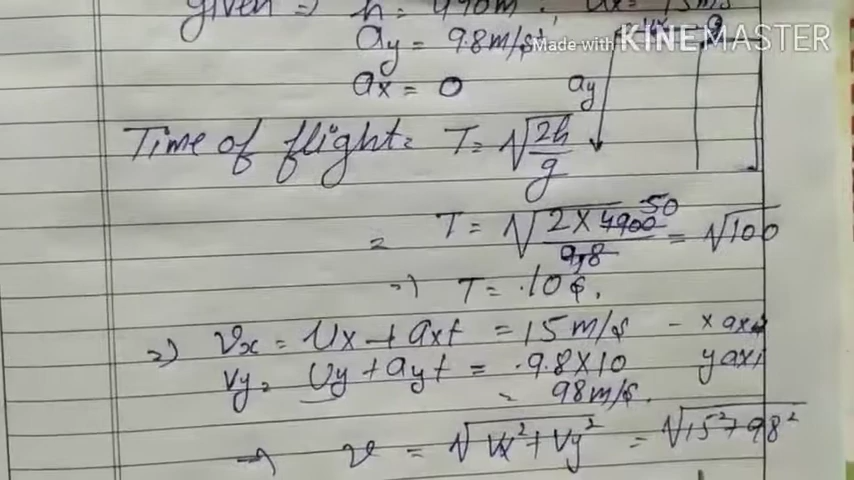 given => h = 490m, ux = 15m/s
ay = 9.8m/s²
Made with KINEMASTER
ax = 0
ay
Time of flight = T = √2h/g
= T = √2×4900/9.8 50 = √100
=) T = 10s.
=) Vx = Ux + axt = 15m/s - x axis
Vy = Uy + ayt = 9.8×10 y axis
= 98m/s.
=> v = √Vx²+Vy² = √15²+98²